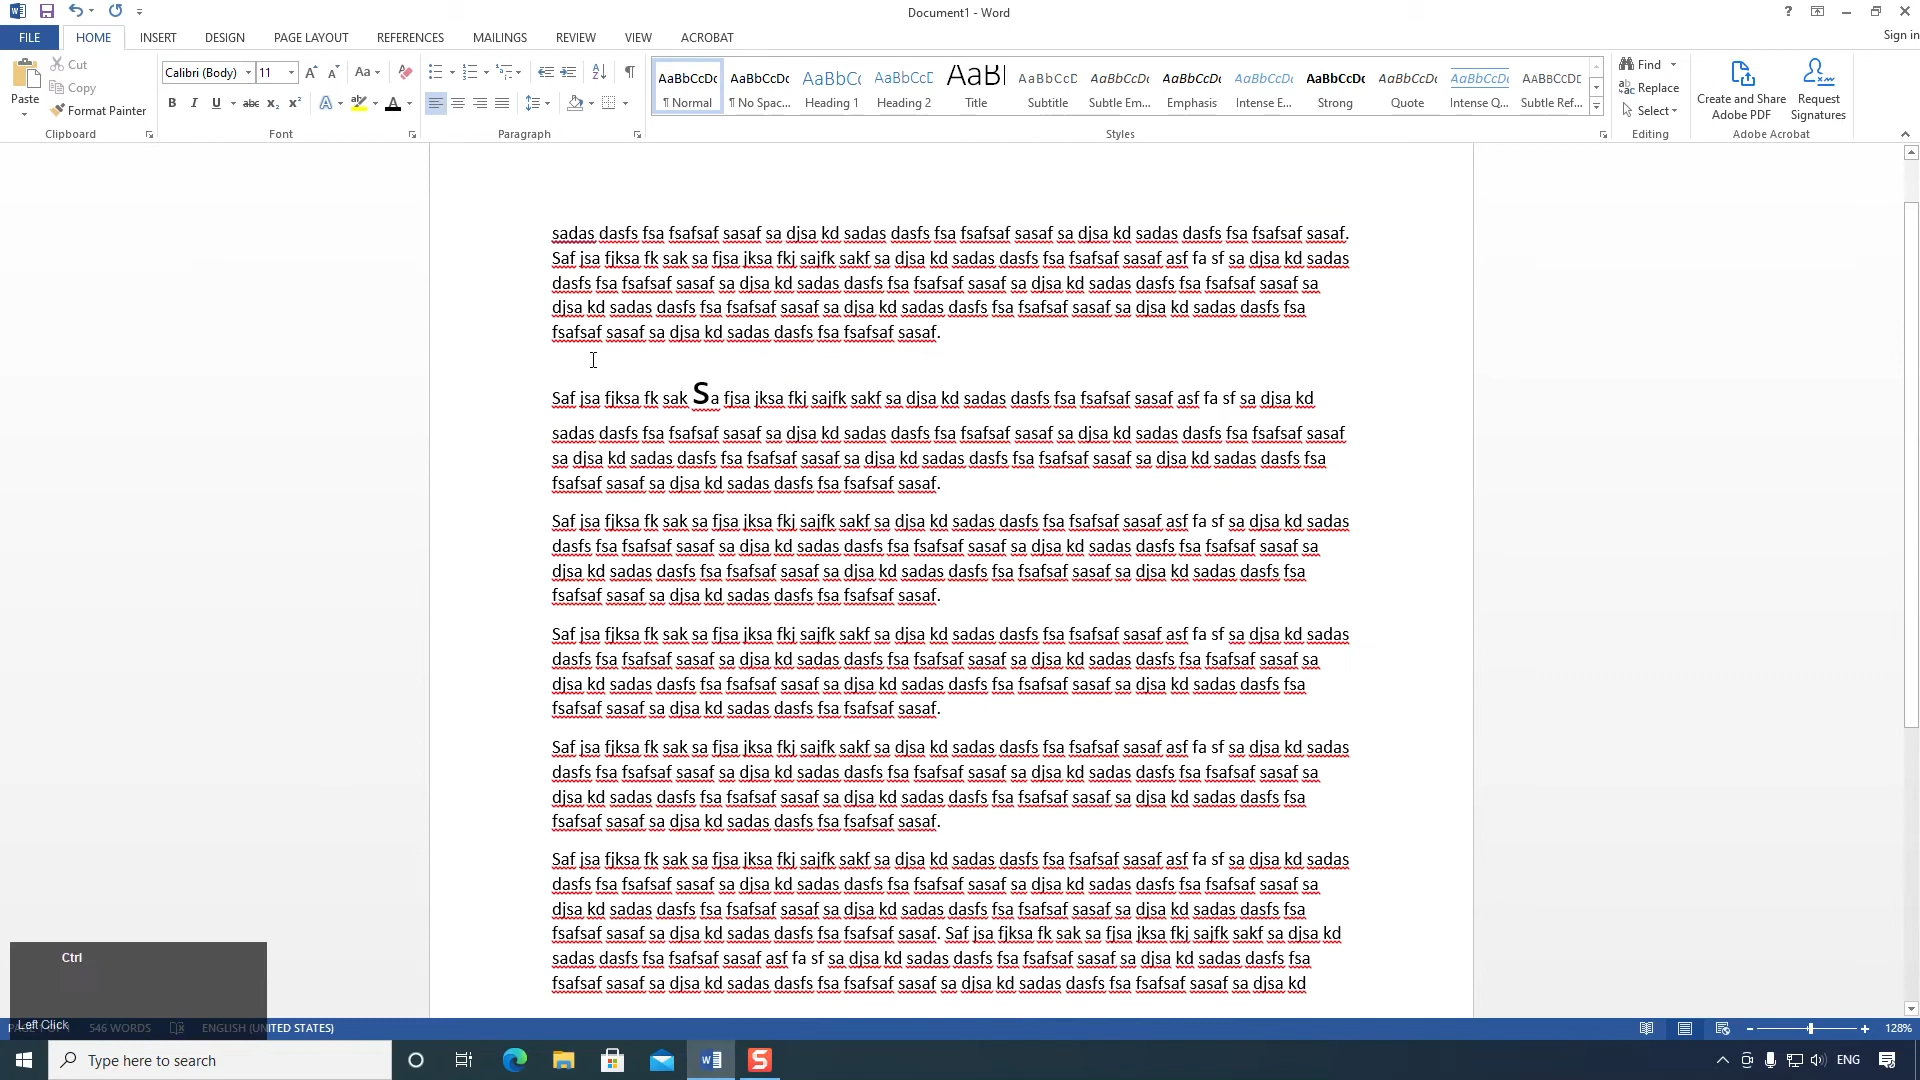 Document1 - Word
Sign in
FILE HOME INSERT DESIGN PAGE LAYOUT REFERENCES MAILINGS REVIEW VIEW ACROBAT
Paste
Cut
Copy
Format Painter
Clipboard
Calibri (Body) 11
Font
Paragraph
AaBbCcDc AaBbCcDc AaBbCc AaBbCcD AaBl AaBbCcD AaBbCcDc AaBbCcDc AaBbCcDc AaBbCcDc AaBbCcDc AaBbCcDc AABBCCDE
¶ Normal ¶ No Spac... Heading 1 Heading 2 Title Subtitle Subtle Em... Emphasis Intense E... Strong Quote Intense Q... Subtle Ref...
Styles
Find
Replace
Select
Editing
Create and Share
Adobe PDF
Request
Signatures
Adobe Acrobat
sadas dasfs fsa fsafsaf sasaf sa djsa kd sadas dasfs fsa fsafsaf sasaf sa djsa kd sadas dasfs fsa fsafsaf sasaf.
Saf jsa fjksa fk sak sa fjsa jksa fkj sajfk sakf sa djsa kd sadas dasfs fsa fsafsaf sasaf asf fa sf sa djsa kd sadas
dasfs fsa fsafsaf sasaf sa djsa kd sadas dasfs fsa fsafsaf sasaf sa djsa kd sadas dasfs fsa fsafsaf sasaf sa
djsa kd sadas dasfs fsa fsafsaf sasaf sa djsa kd sadas dasfs fsa fsafsaf sasaf sa djsa kd sadas dasfs fsa
fsafsaf sasaf sa djsa kd sadas dasfs fsa fsafsaf sasaf.
Saf jsa fjksa fk sak Sa fjsa jksa fkj sajfk sakf sa djsa kd sadas dasfs fsa fsafsaf sasaf asf fa sf sa djsa kd
sadas dasfs fsa fsafsaf sasaf sa djsa kd sadas dasfs fsa fsafsaf sasaf sa djsa kd sadas dasfs fsa fsafsaf sasaf
sa djsa kd sadas dasfs fsa fsafsaf sasaf sa djsa kd sadas dasfs fsa fsafsaf sasaf sa djsa kd sadas dasfs fsa
fsafsaf sasaf sa djsa kd sadas dasfs fsa fsafsaf sasaf.
Saf jsa fjksa fk sak sa fjsa jksa fkj sajfk sakf sa djsa kd sadas dasfs fsa fsafsaf sasaf asf fa sf sa djsa kd sadas
dasfs fsa fsafsaf sasaf sa djsa kd sadas dasfs fsa fsafsaf sasaf sa djsa kd sadas dasfs fsa fsafsaf sasaf sa
djsa kd sadas dasfs fsa fsafsaf sasaf sa djsa kd sadas dasfs fsa fsafsaf sasaf sa djsa kd sadas dasfs fsa
fsafsaf sasaf sa djsa kd sadas dasfs fsa fsafsaf sasaf.
Saf jsa fjksa fk sak sa fjsa jksa fkj sajfk sakf sa djsa kd sadas dasfs fsa fsafsaf sasaf asf fa sf sa djsa kd sadas
dasfs fsa fsafsaf sasaf sa djsa kd sadas dasfs fsa fsafsaf sasaf sa djsa kd sadas dasfs fsa fsafsaf sasaf sa
djsa kd sadas dasfs fsa fsafsaf sasaf sa djsa kd sadas dasfs fsa fsafsaf sasaf sa djsa kd sadas dasfs fsa
fsafsaf sasaf sa djsa kd sadas dasfs fsa fsafsaf sasaf.
Saf jsa fjksa fk sak sa fjsa jksa fkj sajfk sakf sa djsa kd sadas dasfs fsa fsafsaf sasaf asf fa sf sa djsa kd sadas
dasfs fsa fsafsaf sasaf sa djsa kd sadas dasfs fsa fsafsaf sasaf sa djsa kd sadas dasfs fsa fsafsaf sasaf sa
djsa kd sadas dasfs fsa fsafsaf sasaf sa djsa kd sadas dasfs fsa fsafsaf sasaf sa djsa kd sadas dasfs fsa
fsafsaf sasaf sa djsa kd sadas dasfs fsa fsafsaf sasaf.
Saf jsa fjksa fk sak sa fjsa jksa fkj sajfk sakf sa djsa kd sadas dasfs fsa fsafsaf sasaf asf fa sf sa djsa kd sadas
dasfs fsa fsafsaf sasaf sa djsa kd sadas dasfs fsa fsafsaf sasaf sa djsa kd sadas dasfs fsa fsafsaf sasaf sa
djsa kd sadas dasfs fsa fsafsaf sasaf sa djsa kd sadas dasfs fsa fsafsaf sasaf sa djsa kd sadas dasfs fsa
fsafsaf sasaf sa djsa kd sadas dasfs fsa fsafsaf sasaf. Saf jsa fjksa fk sak sa fjsa jksa fkj sajfk sakf sa djsa kd
sadas dasfs fsa fsafsaf sasaf asf fa sf sa djsa kd sadas dasfs fsa fsafsaf sasaf sa djsa kd sadas dasfs fsa
fsafsaf sasaf sa djsa kd sadas dasfs fsa fsafsaf sasaf sa djsa kd sadas dasfs fsa fsafsaf sasaf sa djsa kd
Ctrl
Left Click
546 WORDS ENGLISH (UNITED STATES)
128%
Type here to search
ENG